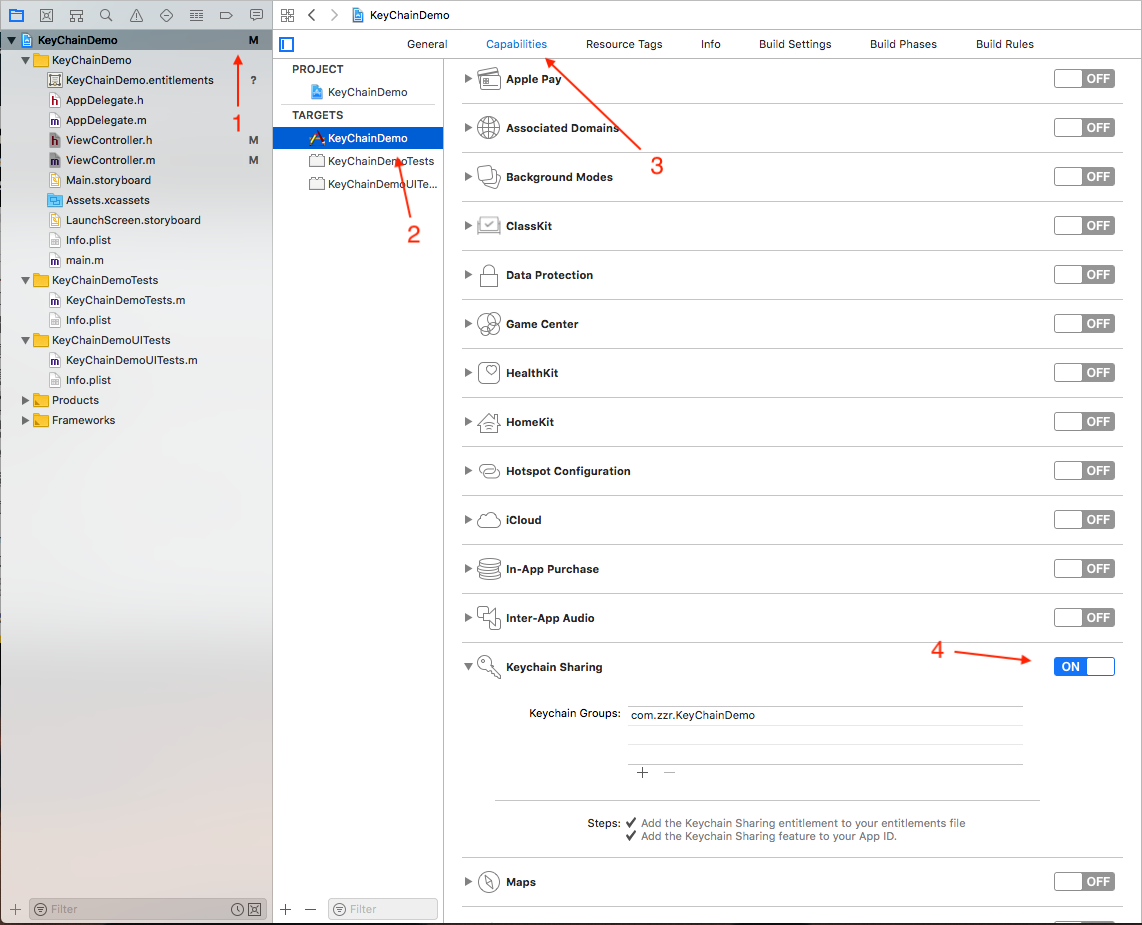 KeyChainDemo
General Capabilities Resource Tags Info Build Settings Build Phases Build Rules
KeyChainDemo M
KeyChainDemo
KeyChainDemo.entitlements ?
AppDelegate.h
AppDelegate.m
ViewController.h M
ViewController.m M
Main.storyboard
Assets.xcassets
LaunchScreen.storyboard
Info.plist
main.m
KeyChainDemoTests
KeyChainDemoTests.m
Info.plist
KeyChainDemoUITests
KeyChainDemoUITests.m
Info.plist
Products
Frameworks
Filter
1
PROJECT
KeyChainDemo
TARGETS
KeyChainDemo
KeyChainDemoTests
KeyChainDemoUITe...
2
Filter
3
Apple Pay OFF
Associated Domains OFF
Background Modes OFF
ClassKit OFF
Data Protection OFF
Game Center OFF
HealthKit OFF
HomeKit OFF
Hotspot Configuration OFF
iCloud OFF
In-App Purchase OFF
Inter-App Audio OFF
4
Keychain Sharing ON
Keychain Groups: com.zzr.KeyChainDemo
Steps: ✔ Add the Keychain Sharing entitlement to your entitlements file
✔ Add the Keychain Sharing feature to your App ID.
Maps OFF